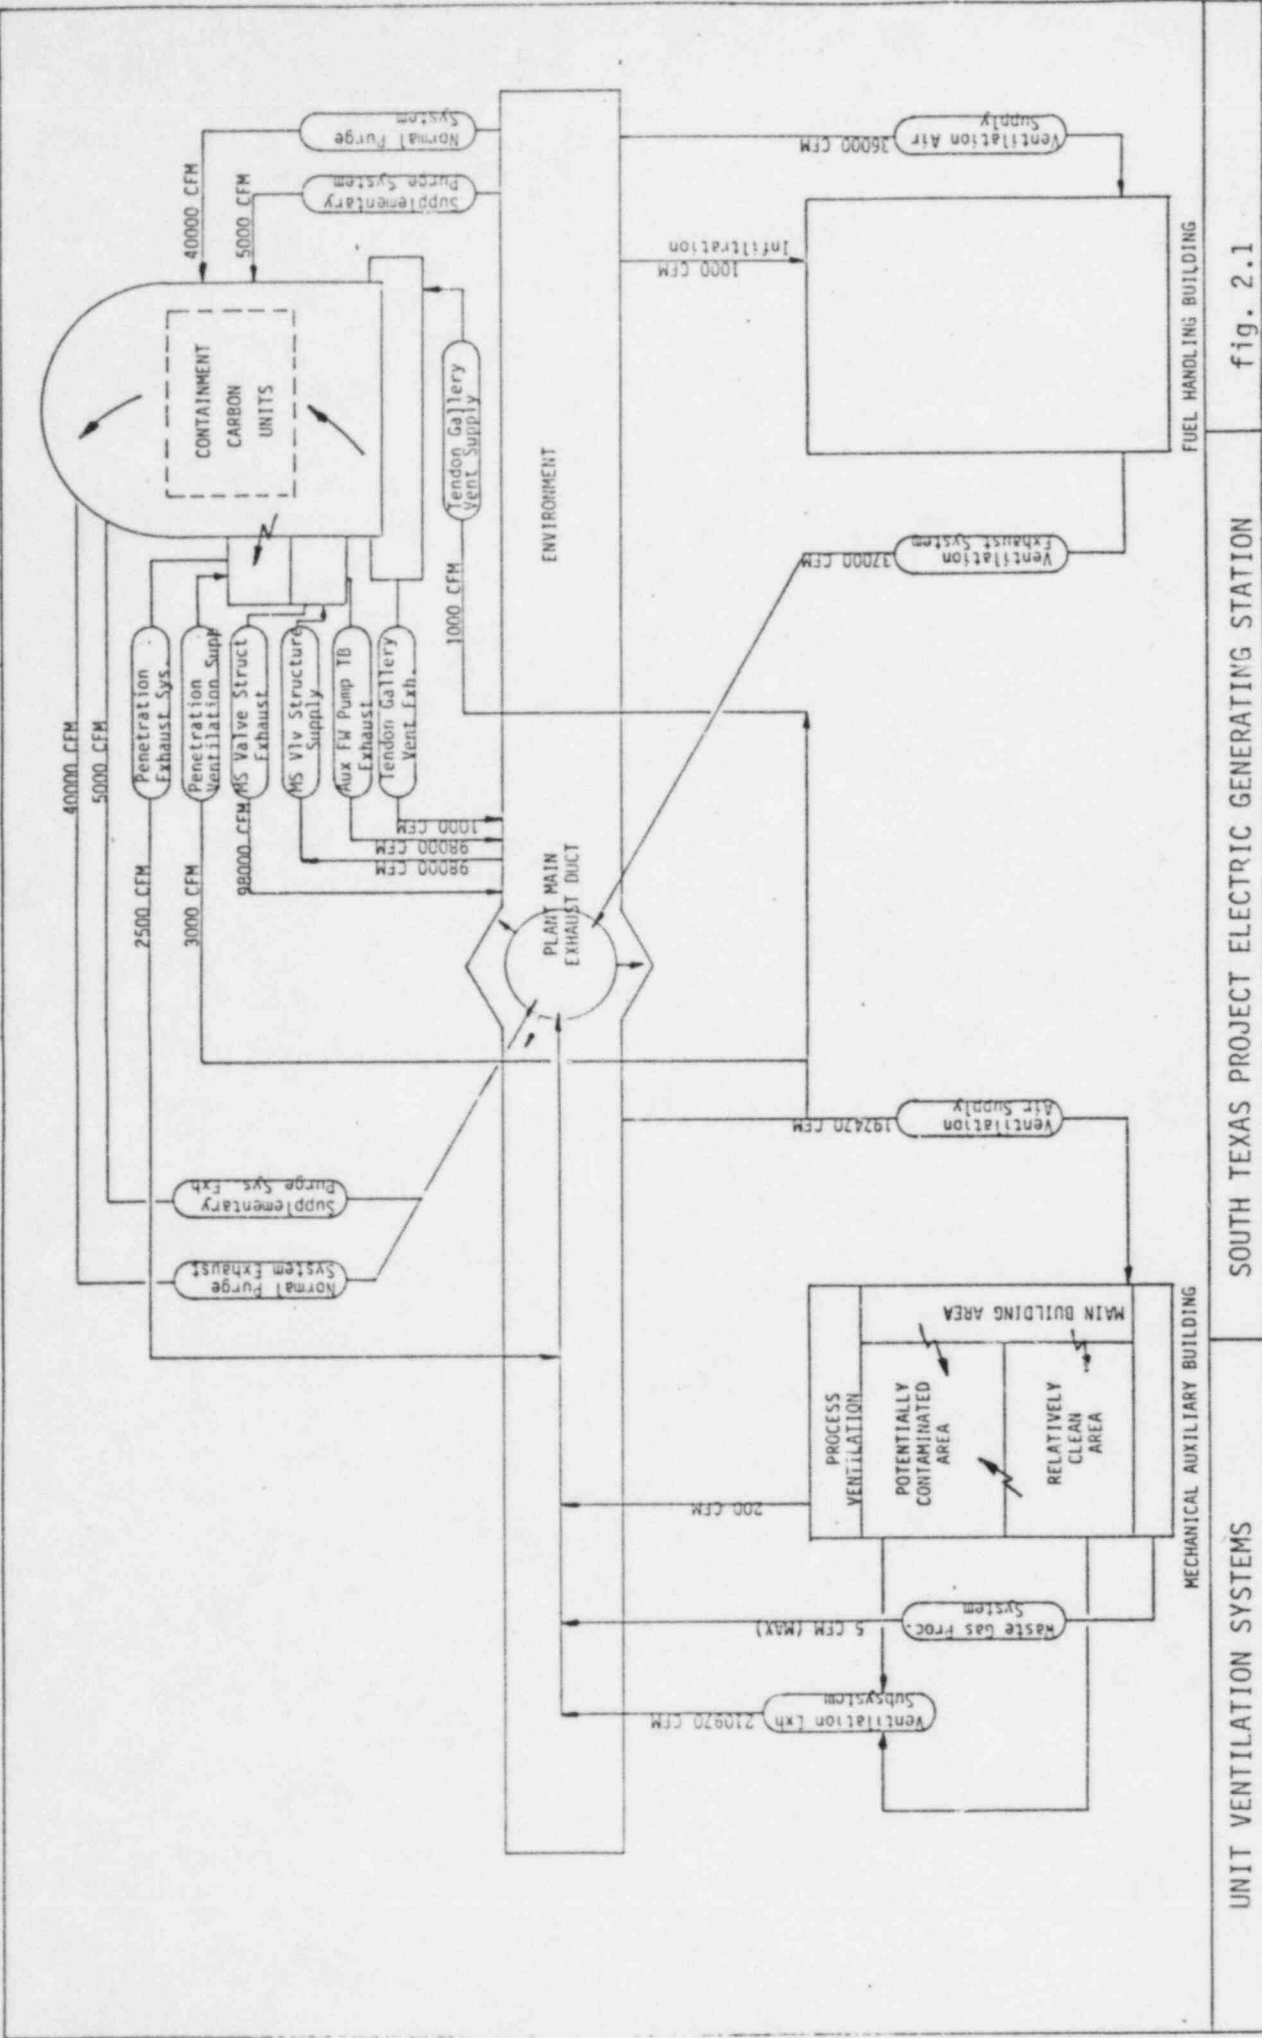 40000 CFM
5000 CFM
Normal Purge
System
Supplementary
Purge System
CONTAINMENT
CARBON
UNITS
Tendon Gallery
Vent Supply
1000 CFM
Penetration
Exhaust Sys.
Penetration
Ventilation Supp
MS Valve Struct
Exhaust
MS Vlv Structure
Supply
Aux FW Pump TB
Exhaust
Tendon Gallery
Vent Exh.
40000 CFM
5000 CFM
2500 CFM
3000 CFM
98000 CFM
98000 CFM
98000 CFM
1000 CFM
Supplementary
Purge Sys. Exh
Normal Purge
System Exhaust
ENVIRONMENT
PLANT MAIN
EXHAUST DUCT
36000 CFM
Ventilation Air
Supply
1000 CFM
Infiltration
FUEL HANDLING BUILDING
37000 CFM
Ventilation
Exhaust System
197470 CFM
Ventilation
Air Supply
MAIN BUILDING AREA
PROCESS
VENTILATION
POTENTIALLY
CONTAMINATED
AREA
RELATIVELY
CLEAN
AREA
MECHANICAL AUXILIARY BUILDING
200 CFM
5 CFM (MAX)
Waste Gas Proc.
System
210970 CFM
Ventilation Exh
Subsystem
UNIT VENTILATION SYSTEMS
SOUTH TEXAS PROJECT ELECTRIC GENERATING STATION
fig. 2.1